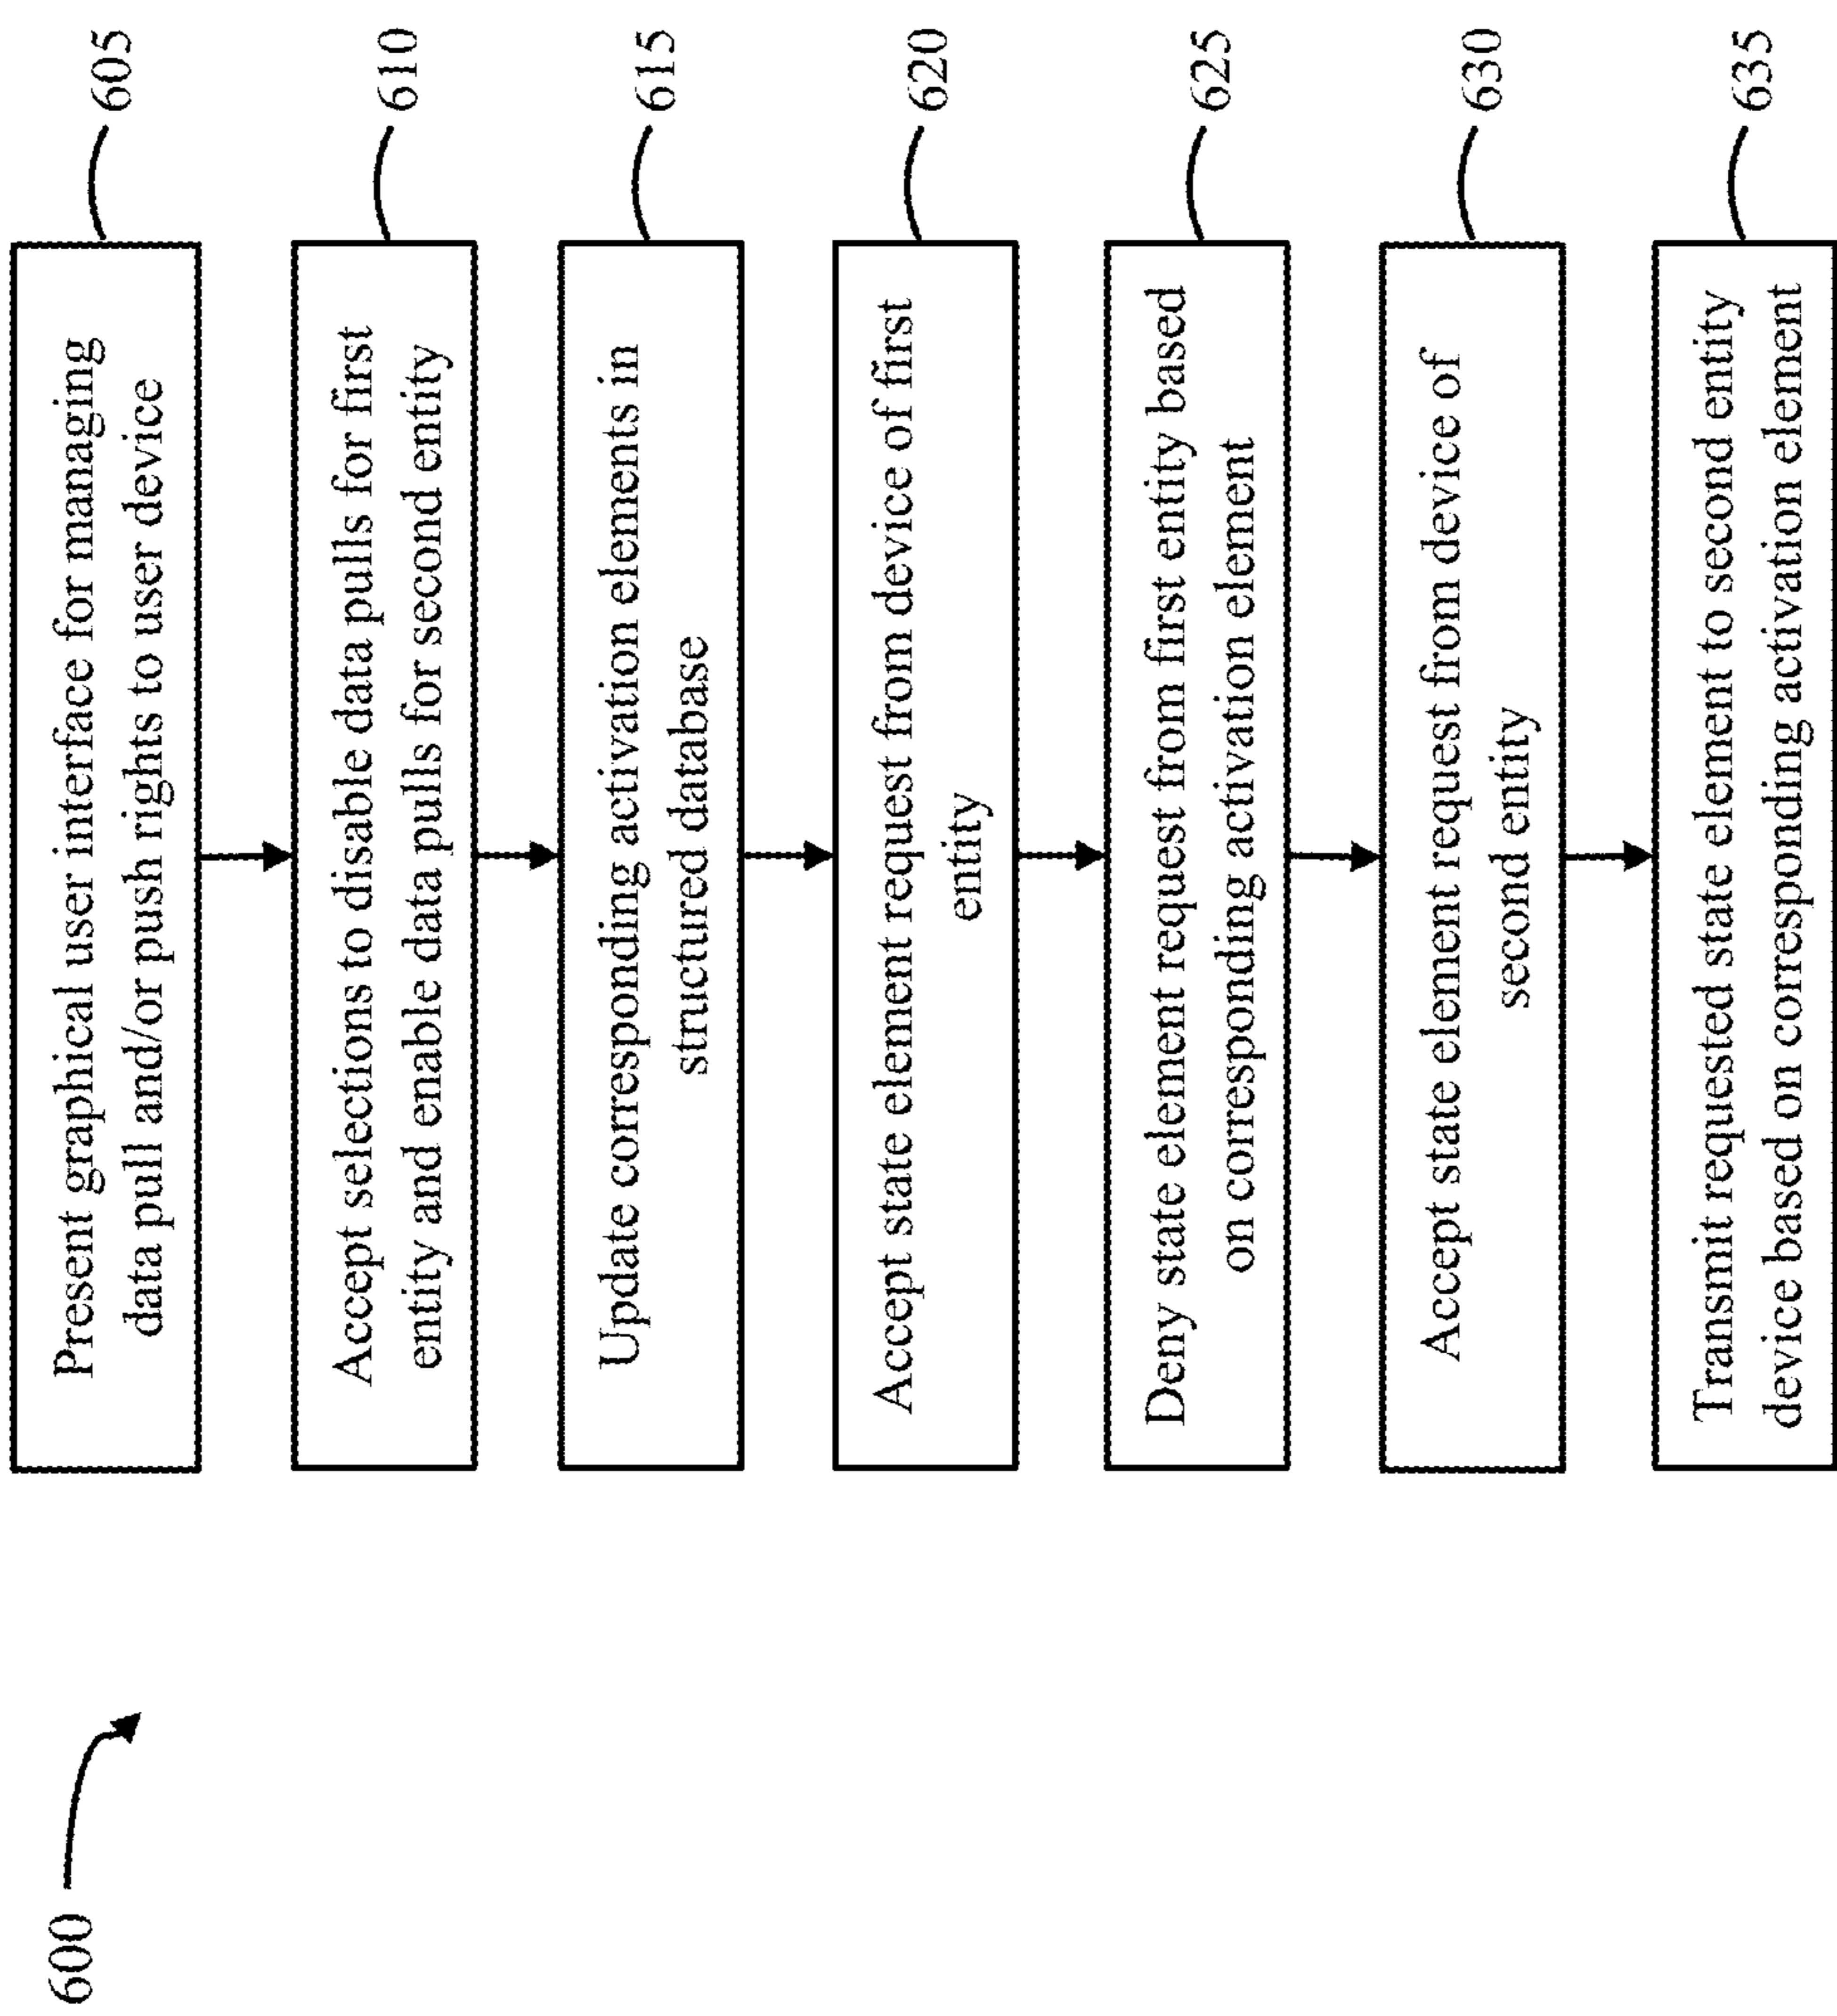 600
Present graphical user interface for managing
data pull and/or push rights to user device
605
Accept selections to disable data pulls for first
entity and enable data pulls for second entity
610
Update corresponding activation elements in
structured database
615
Accept state element request from device of first
entity
620
Deny state element request from first entity based
on corresponding activation element
625
Accept state element request from device of
second entity
630
Transmit requested state element to second entity
device based on corresponding activation element
635